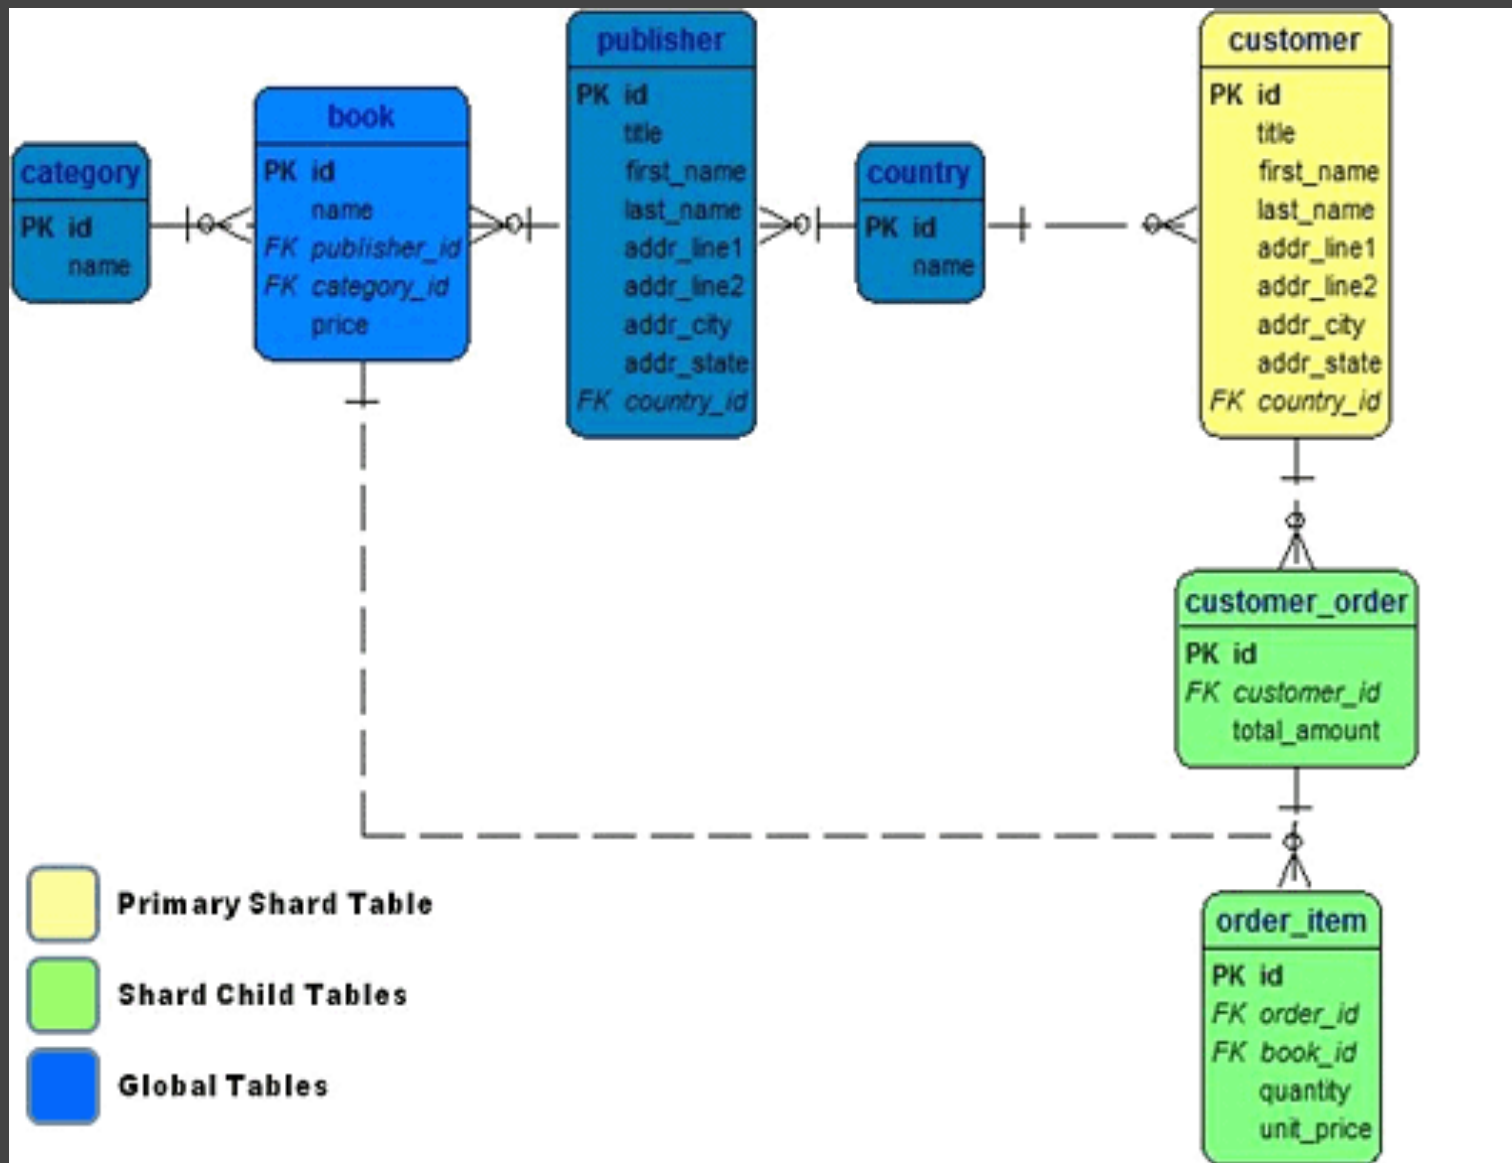 category
PK id
name
book
PK id
name
FK publisher_id
FK category_id
price
publisher
PK id
title
first_name
last_name
addr_line1
addr_line2
addr_city
addr_state
FK country_id
country
PK id
name
customer
PK id
title
first_name
last_name
addr_line1
addr_line2
addr_city
addr_state
FK country_id
customer_order
PK id
FK customer_id
total_amount
order_item
PK id
FK order_id
FK book_id
quantity
unit_price
Primary Shard Table
Shard Child Tables
Global Tables